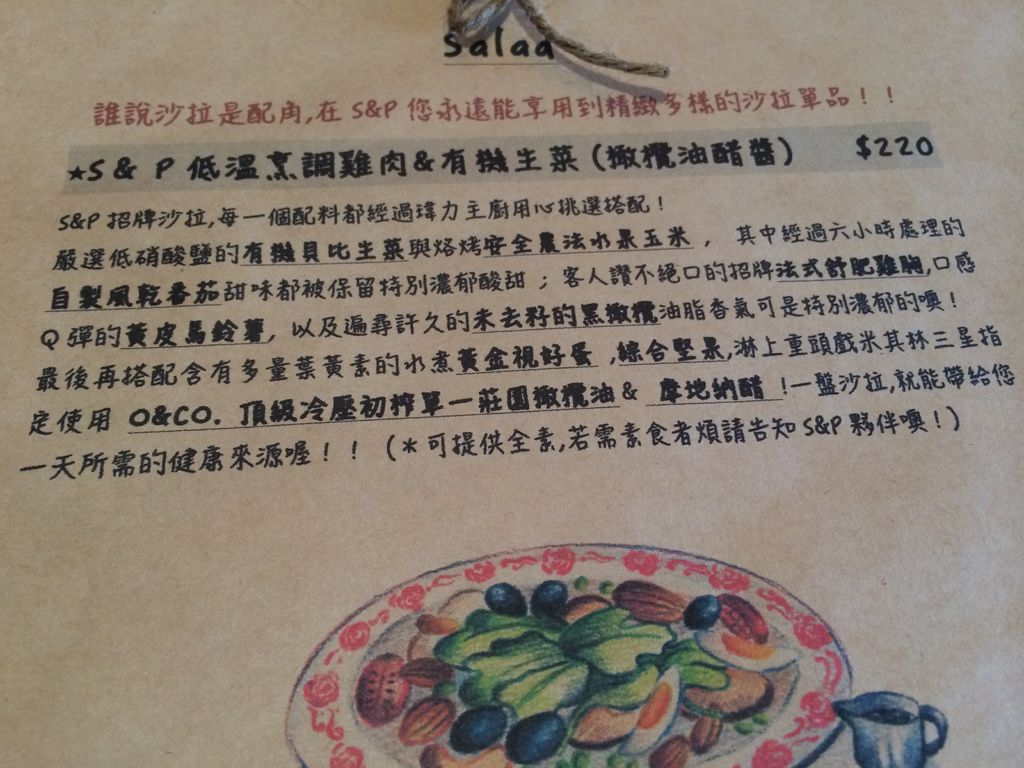 Salad
誰說沙拉是配角,在 S&P 您永遠能享用到精緻多樣的沙拉單品！！
★S & P 低溫烹調雞肉&有機生菜 (橄欖油醋醬) $220
S&P 招牌沙拉,每一個配料都經過瑋力主廚用心挑選搭配！
嚴選低硝酸鹽的有機貝比生菜與烙烤安全農法水果玉米， 其中經過六小時處理的
自製風乾番茄甜味都被保留特別濃郁酸甜；客人讚不絕口的招牌法式舒肥雞胸,口感
Q 彈的黃皮馬鈴薯，以及遍尋許久的未去籽的黑橄欖油脂香氣可是特別濃郁的噢！
最後再搭配含有多量葉黃素的水煮黃金視好蛋 ,綜合堅果,淋上重頭戲米其林三星指
定使用 O&CO. 頂級冷壓初榨單一莊園橄欖油& 摩地納醋 ！一盤沙拉,就能帶給您
一天所需的健康來源喔！！（*可提供全素,若需素食者煩請告知 S&P 夥伴噢！）